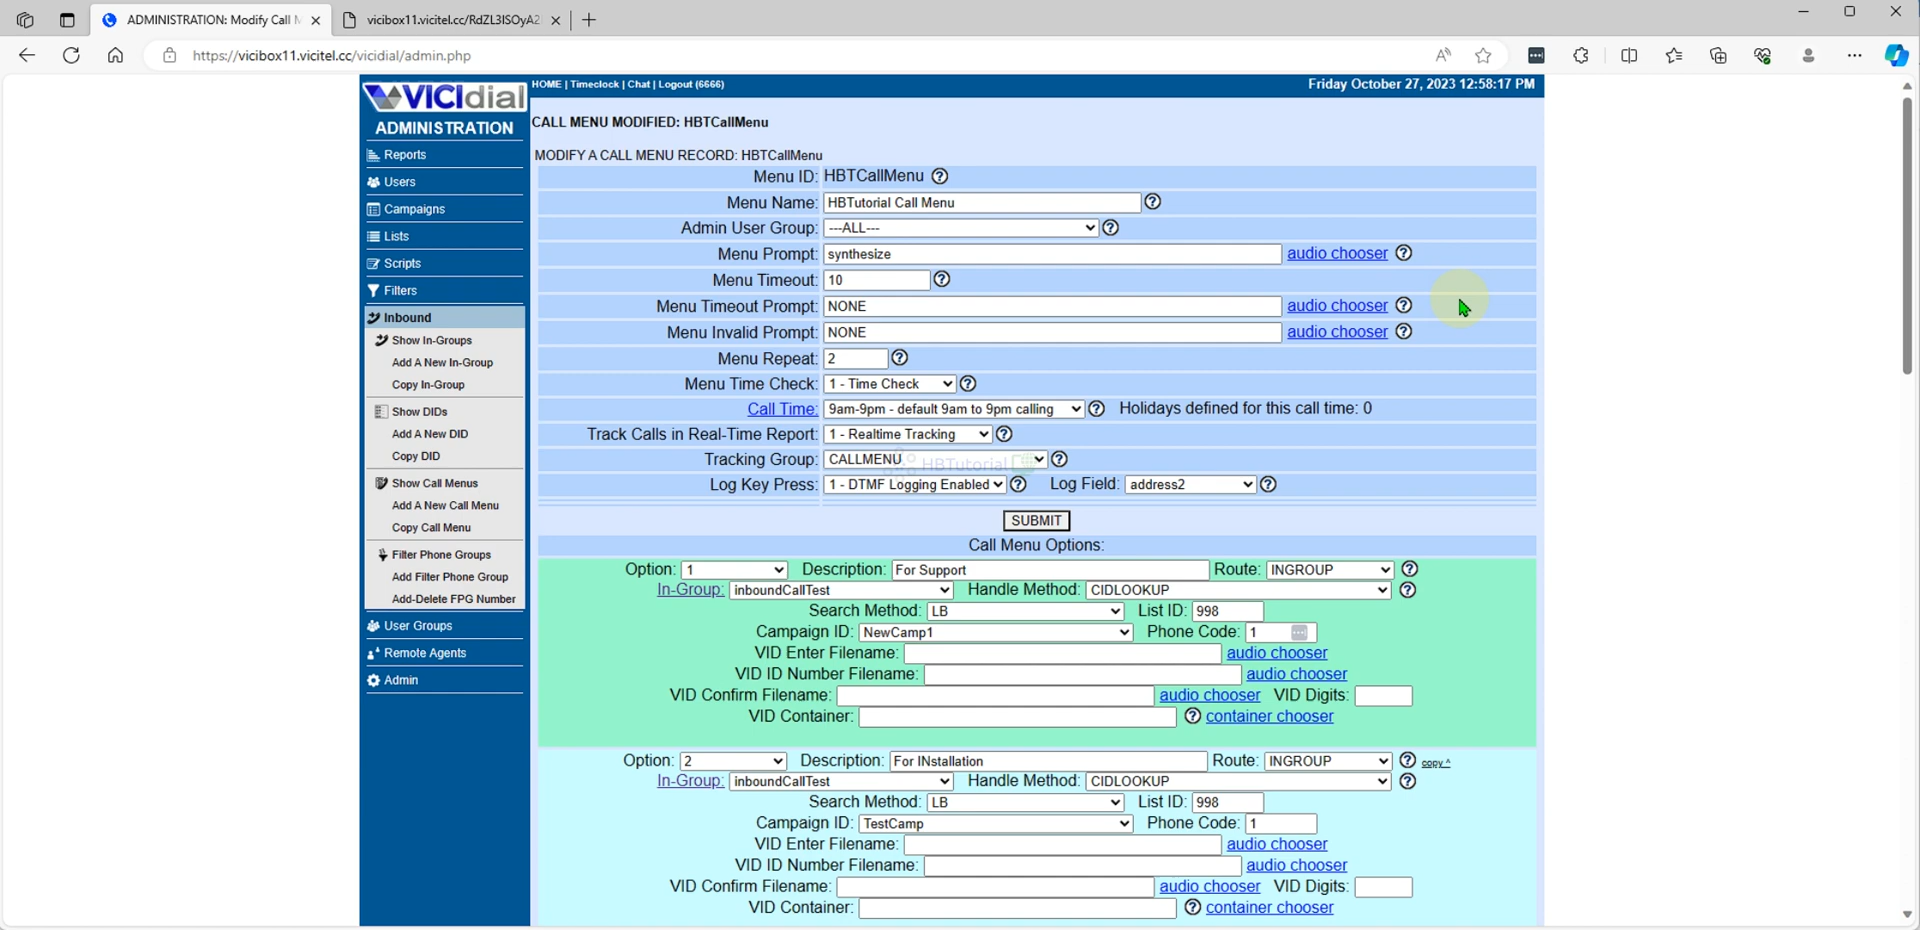 ADMINISTRATION: Modify Call M
vicibox11.vicitel.cc/RdZL3ISOyA2
https://vicibox11.vicitel.cc/vicidial/admin.php
VICIdial
ADMINISTRATION
HOME | Timeclock | Chat | Logout (6666)
Friday October 27, 2023 12:58:17 PM
Reports
Users
Campaigns
Lists
Scripts
Filters
Inbound
Show In-Groups
Add A New In-Group
Copy In-Group
Show DIDs
Add A New DID
Copy DID
Show Call Menus
Add A New Call Menu
Copy Call Menu
Filter Phone Groups
Add Filter Phone Group
Add-Delete FPG Number
User Groups
Remote Agents
Admin
CALL MENU MODIFIED: HBTCallMenu
MODIFY A CALL MENU RECORD: HBTCallMenu
Menu ID: HBTCallMenu
Menu Name: HBTutorial Call Menu
Admin User Group: ---ALL---
Menu Prompt: synthesize audio chooser
Menu Timeout: 10
Menu Timeout Prompt: NONE audio chooser
Menu Invalid Prompt: NONE audio chooser
Menu Repeat: 2
Menu Time Check: 1 - Time Check
Call Time: 9am-9pm - default 9am to 9pm calling Holidays defined for this call time: 0
Track Calls in Real-Time Report: 1 - Realtime Tracking
Tracking Group: CALLMENU
HBTutorial
Log Key Press: 1 - DTMF Logging Enabled Log Field: address2
SUBMIT
Call Menu Options:
Option: 1 Description: For Support Route: INGROUP
In-Group: inboundCallTest Handle Method: CIDLOOKUP
Search Method: LB List ID: 998
Campaign ID: NewCamp1 Phone Code: 1
VID Enter Filename: audio chooser
VID ID Number Filename: audio chooser
VID Confirm Filename: audio chooser VID Digits:
VID Container: container chooser
Option: 2 Description: For INstallation Route: INGROUP copy ^
In-Group: inboundCallTest Handle Method: CIDLOOKUP
Search Method: LB List ID: 998
Campaign ID: TestCamp Phone Code: 1
VID Enter Filename: audio chooser
VID ID Number Filename: audio chooser
VID Confirm Filename: audio chooser VID Digits:
VID Container: container chooser